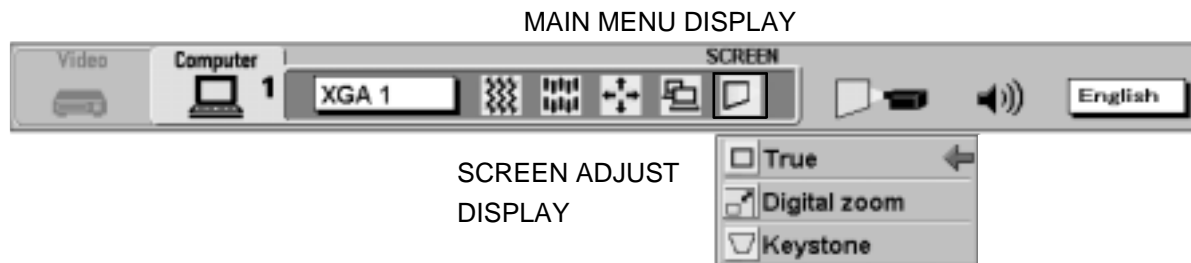 MAIN MENU DISPLAY
Video
Computer
SCREEN
1
XGA 1
English
SCREEN ADJUST
DISPLAY
True
Digital zoom
Keystone